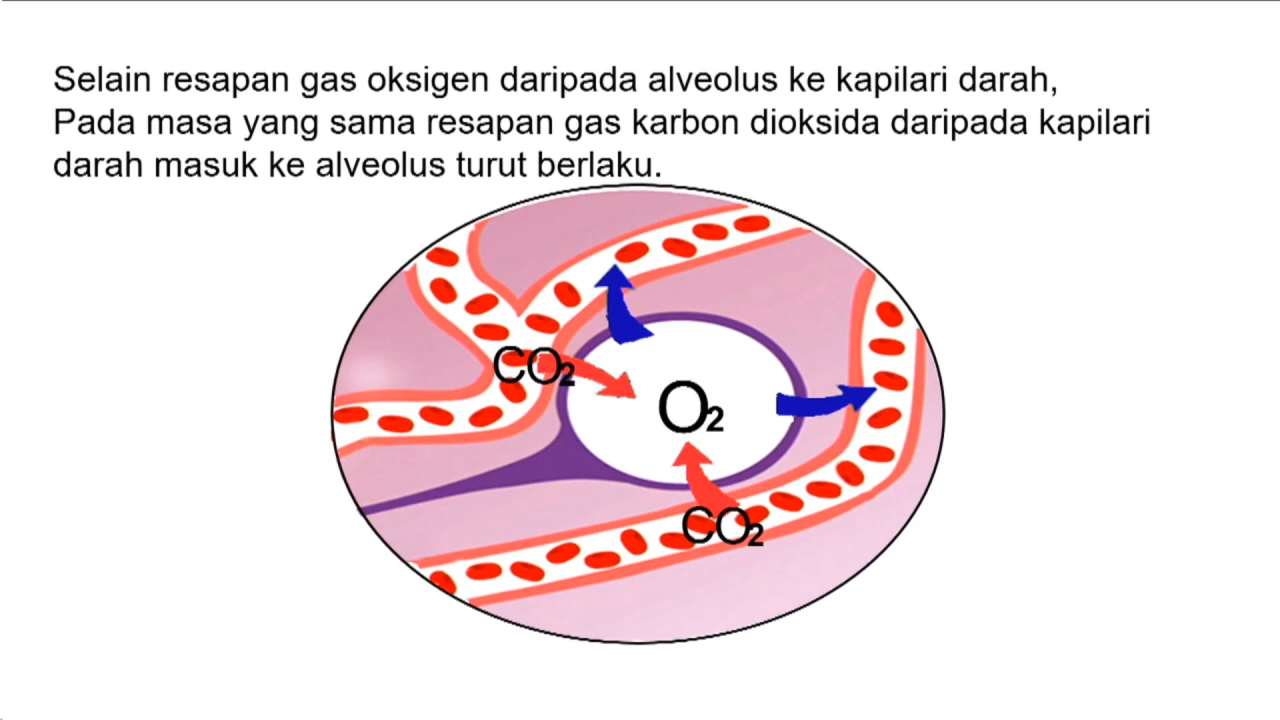 Selain resapan gas oksigen daripada alveolus ke kapilari darah,
Pada masa yang sama resapan gas karbon dioksida daripada kapilari
darah masuk ke alveolus turut berlaku.
CO₂
O₂
CO₂